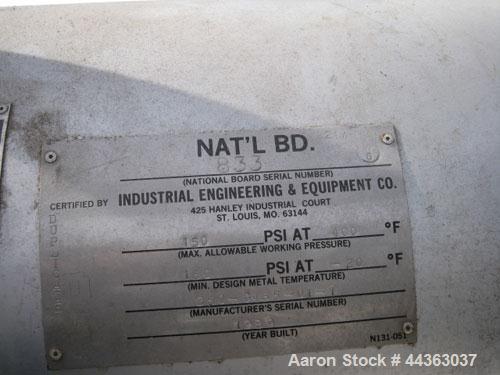 NAT'L BD.
833
(NATIONAL BOARD SERIAL NUMBER)
CERTIFIED BY INDUSTRIAL ENGINEERING & EQUIPMENT CO.
425 HANLEY INDUSTRIAL COURT
ST. LOUIS, MO. 63144
150 PSI AT 400 °F
(MAX. ALLOWABLE WORKING PRESSURE)
PSI AT -20 °F
(MIN. DESIGN METAL TEMPERATURE)
(MANUFACTURER'S SERIAL NUMBER)
(YEAR BUILT) N131-051
Aaron Stock # 44363037